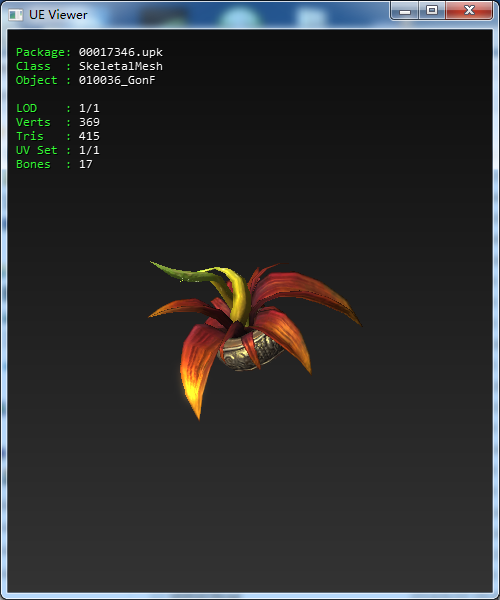 UE Viewer
Package: 00017346.upk
Class : SkeletalMesh
Object : 010036_GonF
LOD : 1/1
Verts : 369
Tris : 415
UV Set : 1/1
Bones : 17